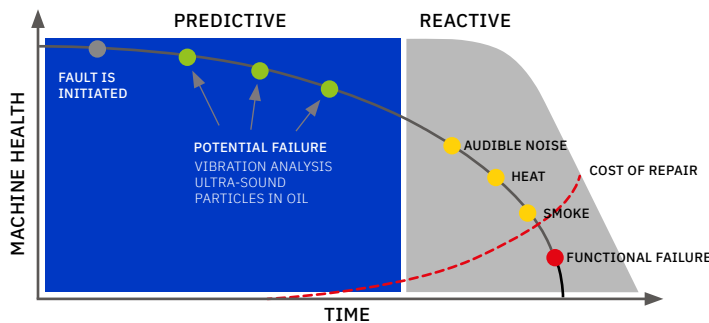 PREDICTIVE
REACTIVE
FAULT IS
INITIATED
POTENTIAL FAILURE
VIBRATION ANALYSIS
ULTRA-SOUND
PARTICLES IN OIL
AUDIBLE NOISE
HEAT
COST OF REPAIR
SMOKE
FUNCTIONAL FAILURE
MACHINE HEALTH
TIME